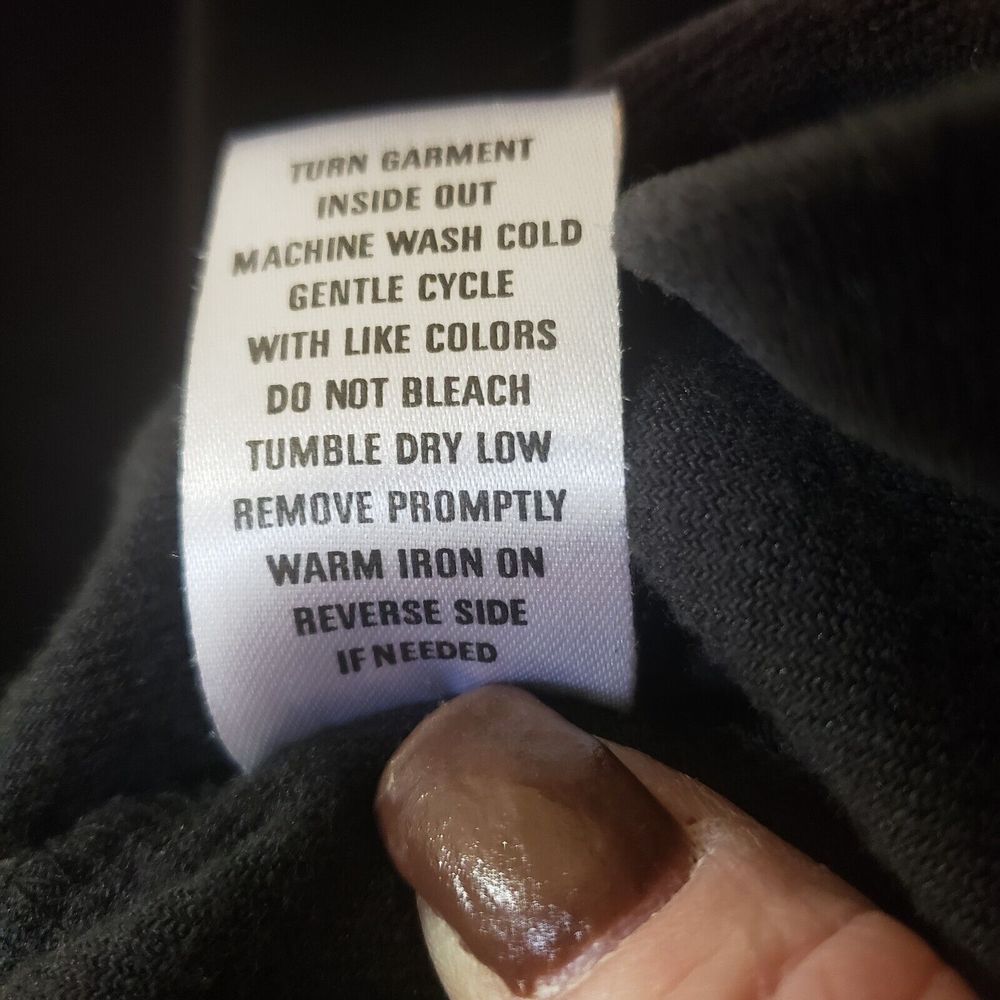 TURN GARMENT
INSIDE OUT
MACHINE WASH COLD
GENTLE CYCLE
WITH LIKE COLORS
DO NOT BLEACH
TUMBLE DRY LOW
REMOVE PROMPTLY
WARM IRON ON
REVERSE SIDE
IF NEEDED